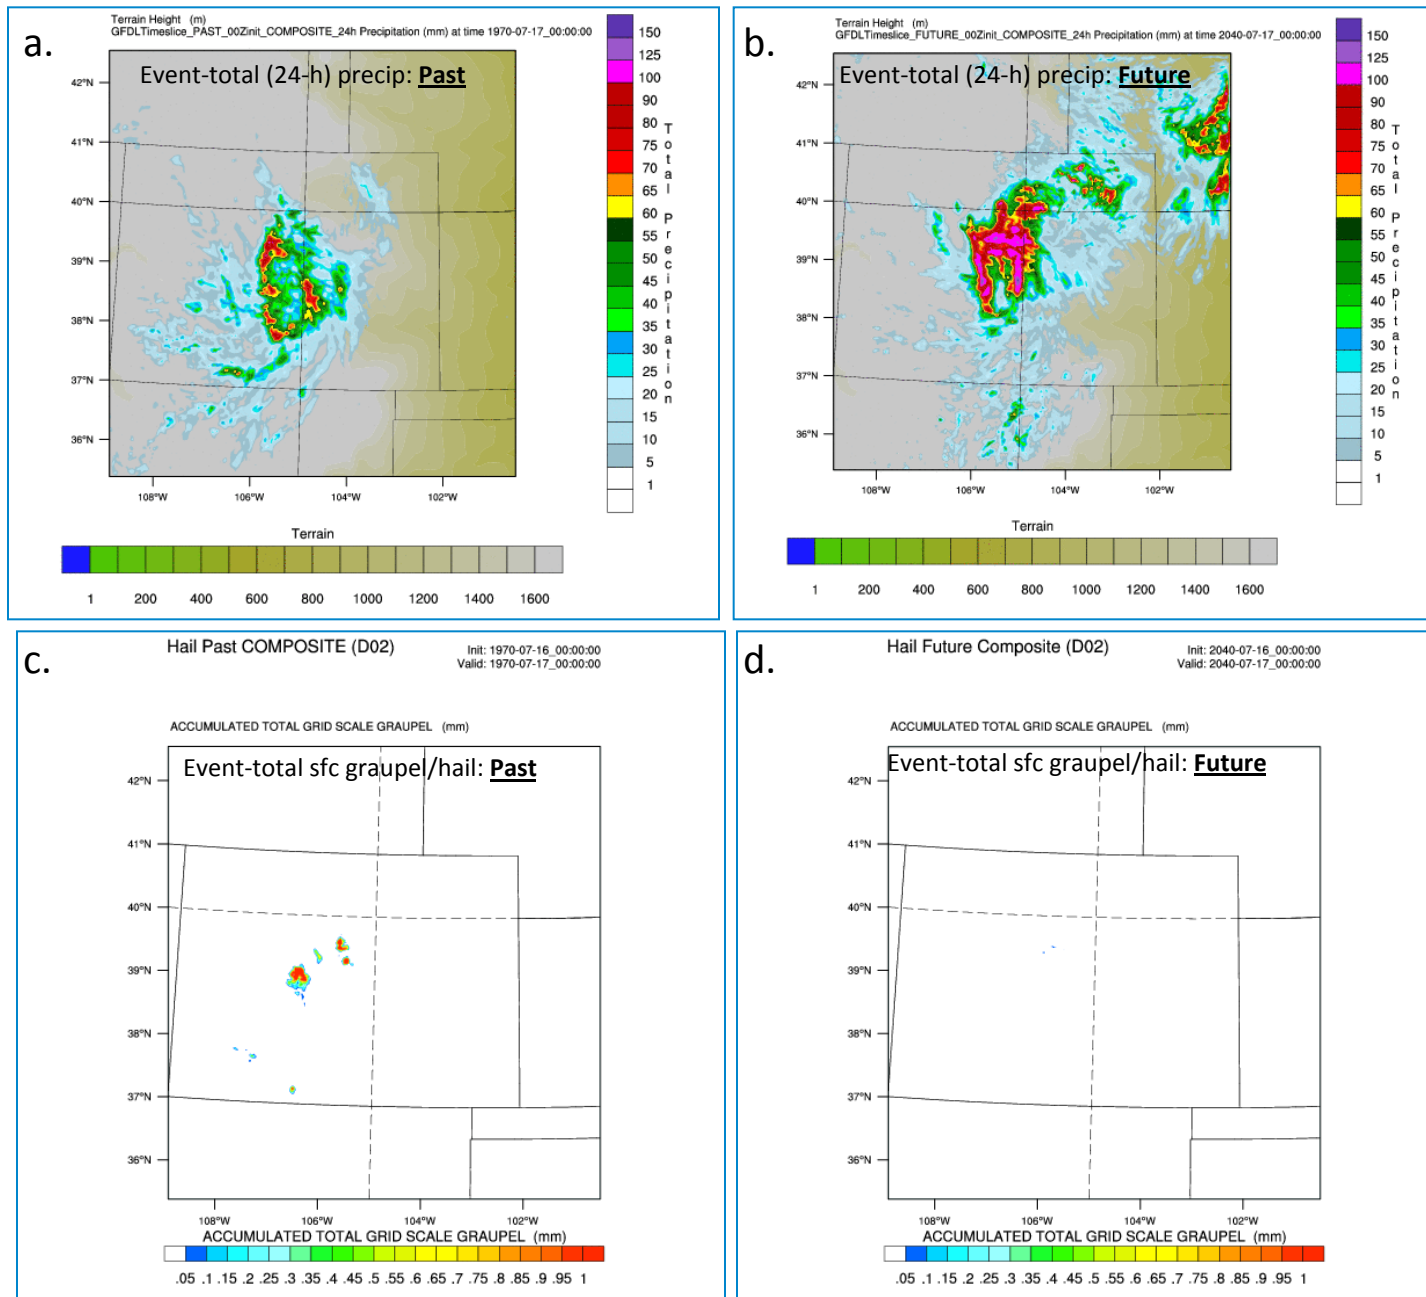 a.
Terrain Height (m)
GFDLTimeslice_PAST_00Zinit_COMPOSITE_24h Precipitation (mm) at time 1970-07-17_00:00:00
Event-total (24-h) precip: Past
42°N
41°N
40°N
39°N
38°N
37°N
36°N
108°W 106°W 104°W 102°W
150
125
100
90
80
75
70
65
60
55
50
45
40
35
30
25
20
15
10
5
1
Total Precipitation
Terrain
1 200 400 600 800 1000 1200 1400 1600
b.
Terrain Height (m)
GFDLTimeslice_FUTURE_00Zinit_COMPOSITE_24h Precipitation (mm) at time 2040-07-17_00:00:00
Event-total (24-h) precip: Future
42°N
41°N
40°N
39°N
38°N
37°N
36°N
108°W 106°W 104°W 102°W
150
125
100
90
80
75
70
65
60
55
50
45
40
35
30
25
20
15
10
5
1
Total Precipitation
Terrain
1 200 400 600 800 1000 1200 1400 1600
c.
Hail Past COMPOSITE (D02)
Init: 1970-07-16_00:00:00
Valid: 1970-07-17_00:00:00
ACCUMULATED TOTAL GRID SCALE GRAUPEL (mm)
Event-total sfc graupel/hail: Past
42°N
41°N
40°N
39°N
38°N
37°N
36°N
108°W 106°W 104°W 102°W
ACCUMULATED TOTAL GRID SCALE GRAUPEL (mm)
.05 .1 .15 .2 .25 .3 .35 .4 .45 .5 .55 .6 .65 .7 .75 .8 .85 .9 .95 1
d.
Hail Future Composite (D02)
Init: 2040-07-16_00:00:00
Valid: 2040-07-17_00:00:00
ACCUMULATED TOTAL GRID SCALE GRAUPEL (mm)
Event-total sfc graupel/hail: Future
42°N
41°N
40°N
39°N
38°N
37°N
36°N
108°W 106°W 104°W 102°W
ACCUMULATED TOTAL GRID SCALE GRAUPEL (mm)
.05 .1 .15 .2 .25 .3 .35 .4 .45 .5 .55 .6 .65 .7 .75 .8 .85 .9 .95 1